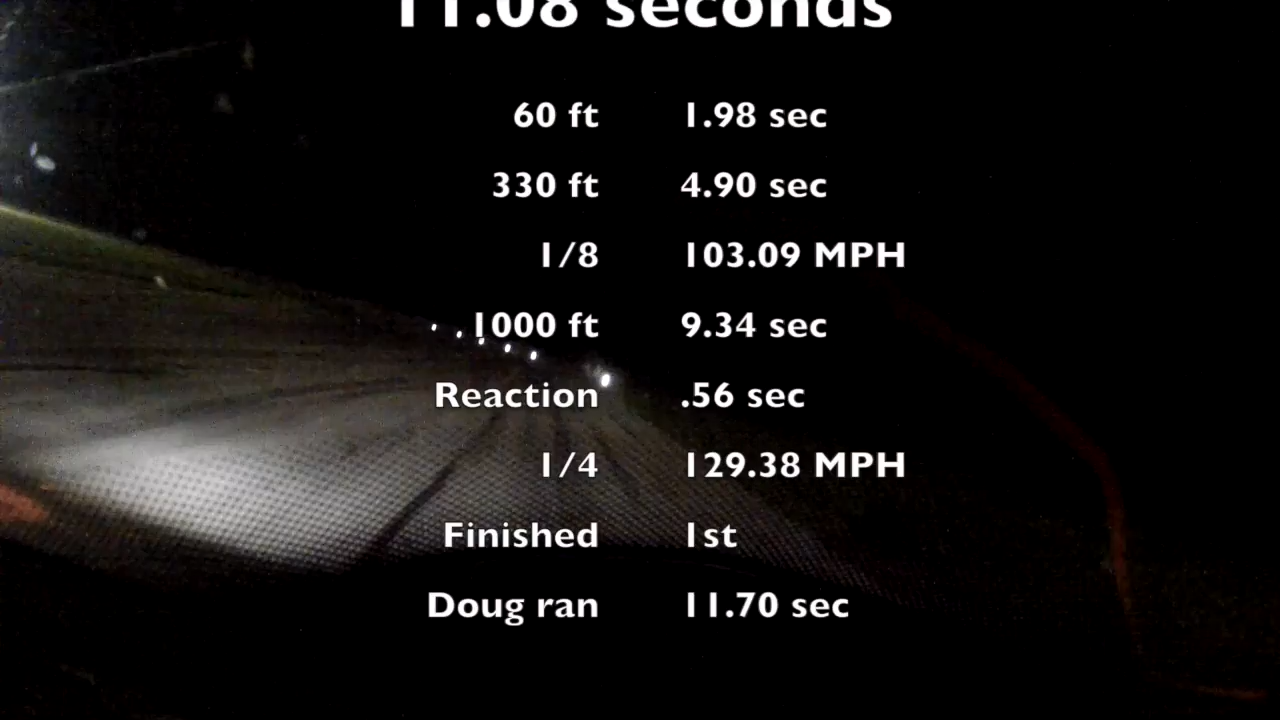 11.08 seconds
60 ft 1.98 sec
330 ft 4.90 sec
1/8 103.09 MPH
1000 ft 9.34 sec
Reaction .56 sec
1/4 129.38 MPH
Finished 1st
Doug ran 11.70 sec